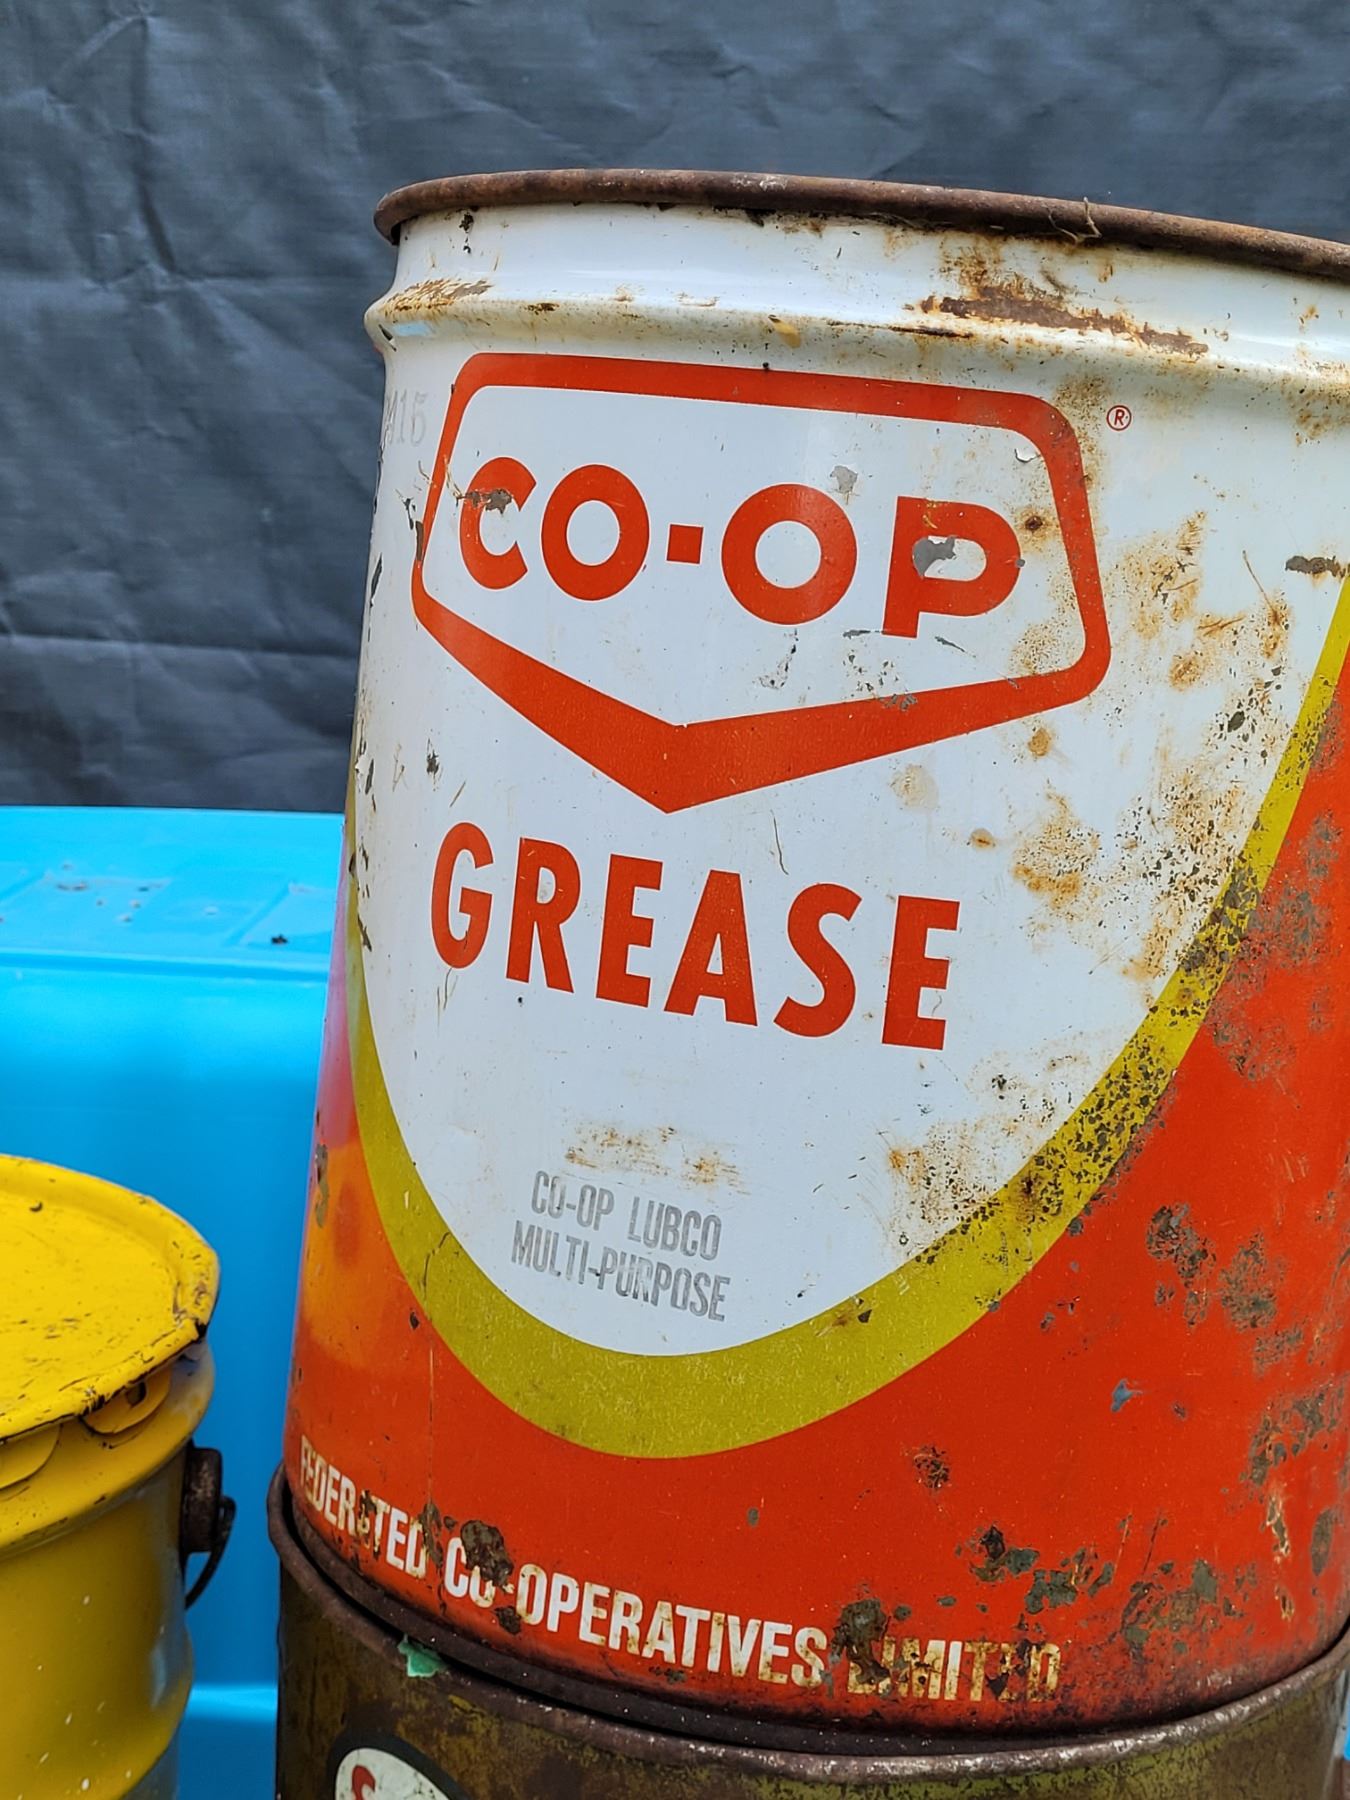 CO-OP
®
GREASE
CO-OP LUBCO
MULTI-PURPOSE
FEDERATED CO-OPERATIVES LIMITED